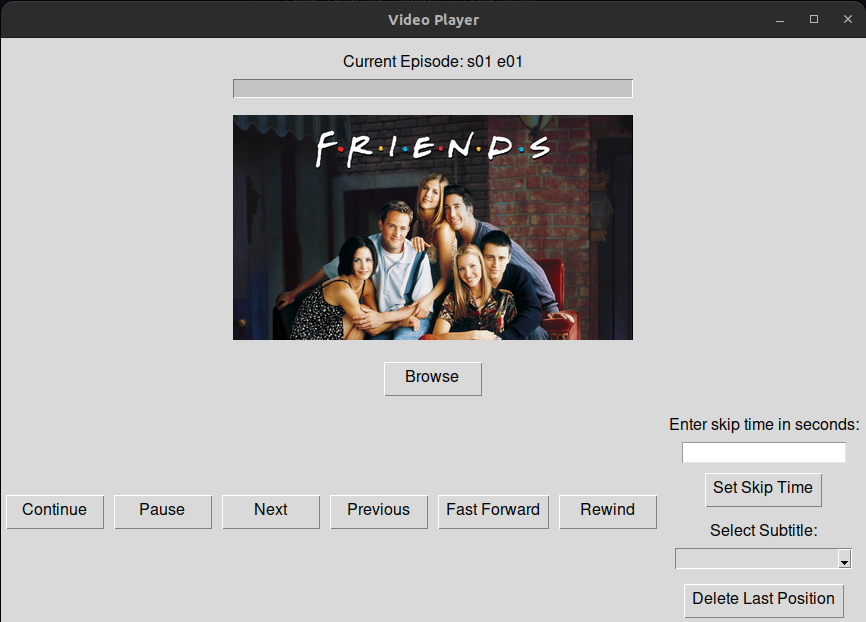 Video Player
Current Episode: s01 e01
F·R·I·E·N·D·S
Browse
Enter skip time in seconds:
Set Skip Time
Continue
Pause
Next
Previous
Fast Forward
Rewind
Select Subtitle:
Delete Last Position